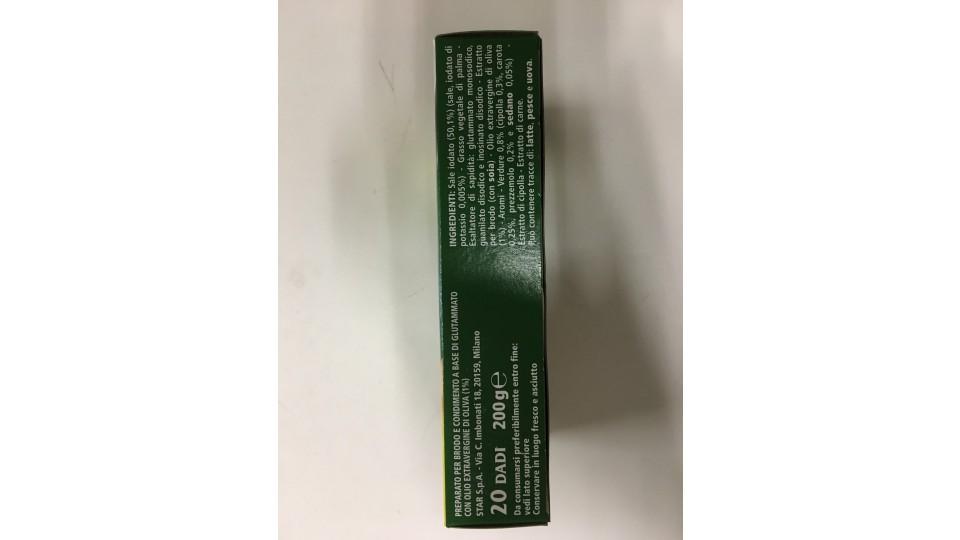 PREPARATO PER BRODO E CONDIMENTO A BASE DI GLUTAMMATO
CON OLIO EXTRAVERGINE DI OLIVA (1%)
STAR S.p.A. - Via C. Imbonati 18, 20159, Milano
20 DADI 200g℮
Da consumarsi preferibilmente entro fine:
vedi lato superiore
Conservare in luogo fresco e asciutto
INGREDIENTI: Sale iodato (50,1%) (sale, iodato di
potassio 0,005%) - Grasso vegetale di palma -
Esaltatore di sapidità: glutammato monosodico,
guanilato disodico e inosinato disodico - Estratto
per brodo (con soia) - Olio extravergine di oliva
(1%) - Aromi - Verdure 0,8% (cipolla 0,3%, carota
0,25%, prezzemolo 0,2% e sedano 0,05%) -
Estratto di cipolla - Estratto di carne.
Può contenere tracce di: latte, pesce e uova.